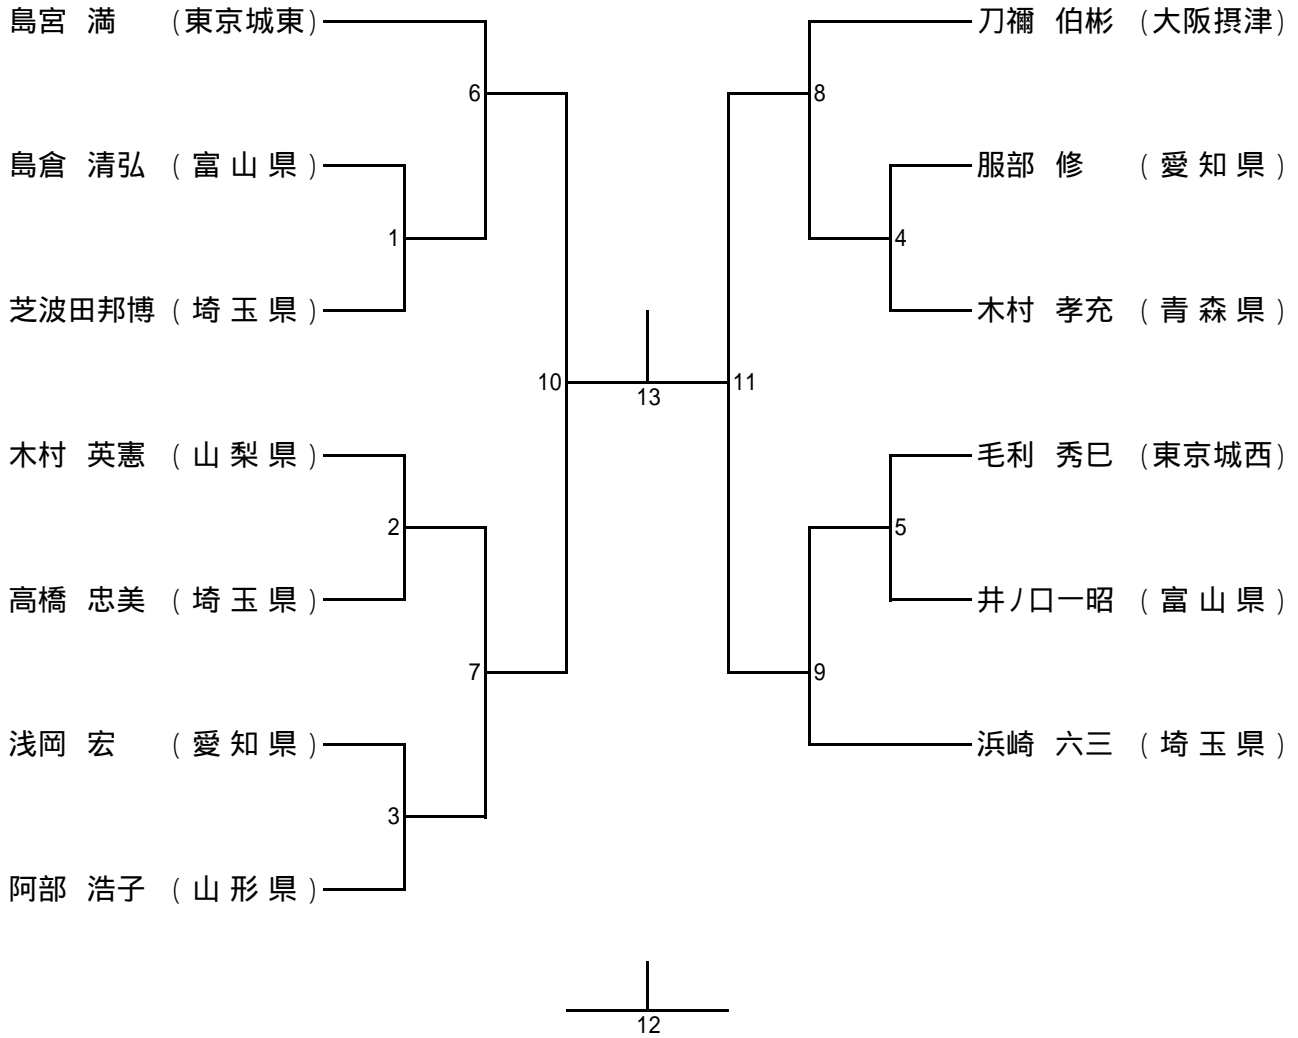 島宮 満 (東京城東)
6
島倉 清弘 (富山県)
1
芝波田邦博 (埼玉県)
10
木村 英憲 (山梨県)
2
高橋 忠美 (埼玉県)
7
浅岡 宏 (愛知県)
3
阿部 浩子 (山形県)
13
刀禰 伯彬 (大阪摂津)
8
服部 修 (愛知県)
4
木村 孝充 (青森県)
11
毛利 秀巳 (東京城西)
5
井ノ口一昭 (富山県)
9
浜崎 六三 (埼玉県)
12